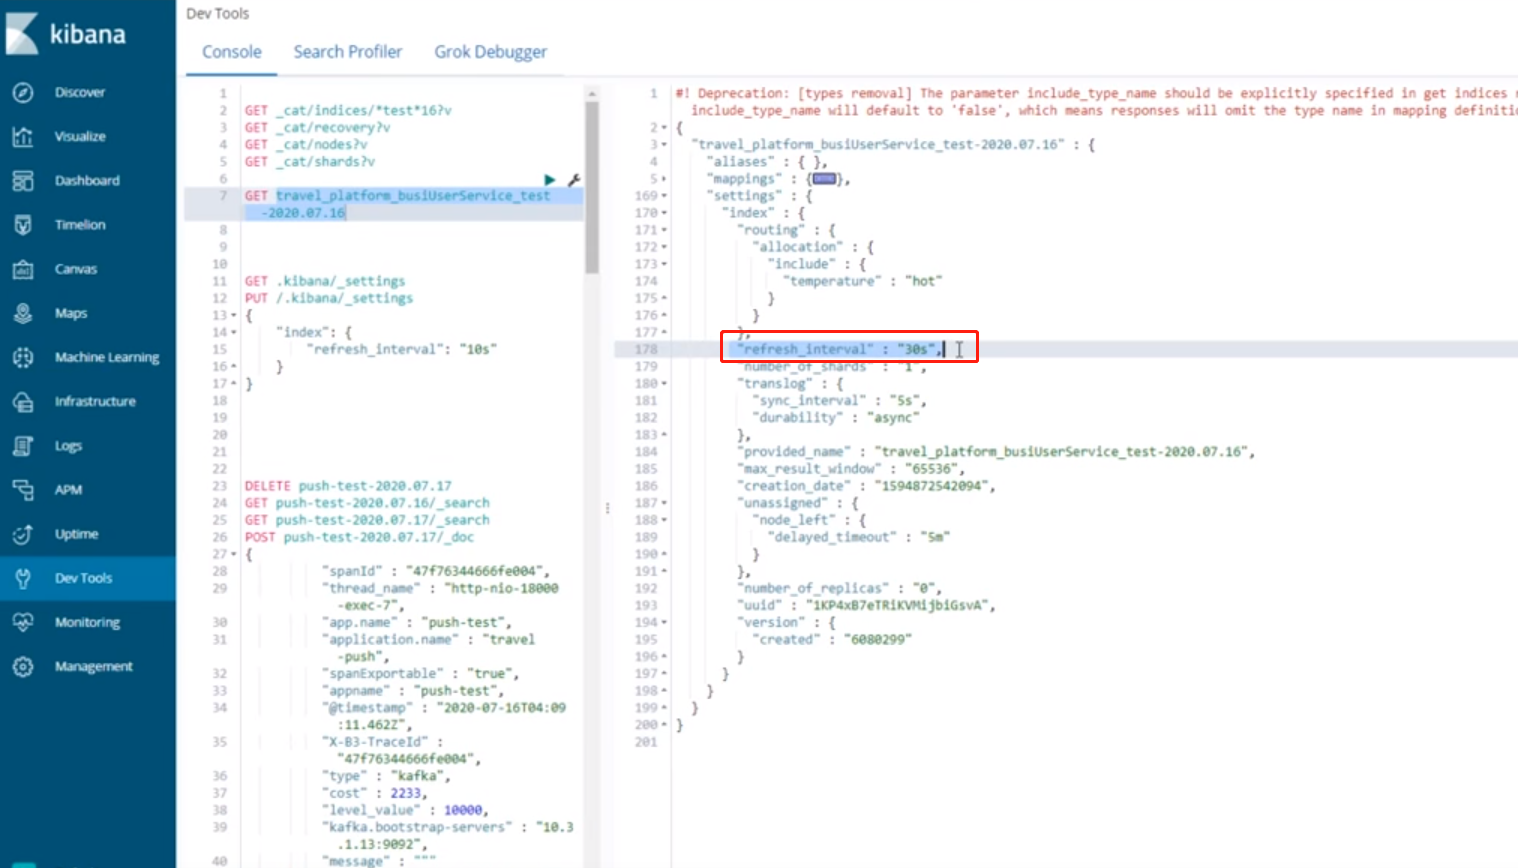 kibana
Discover
Visualize
Dashboard
Timelion
Canvas
Maps
Machine Learning
Infrastructure
Logs
APM
Uptime
Dev Tools
Monitoring
Management
Dev Tools
Console
Search Profiler
Grok Debugger
1
2 GET _cat/indices/*test*16?v
3 GET _cat/recovery?v
4 GET _cat/nodes?v
5 GET _cat/shards?v
6
7 GET travel_platform_busiUserService_test
-2020.07.16
8
9
10
11 GET .kibana/_settings
12 PUT /.kibana/_settings
13 {
14 "index": {
15 "refresh_interval": "10s"
16 }
17 }
18
19
20
21
22
23 DELETE push-test-2020.07.17
24 GET push-test-2020.07.16/_search
25 GET push-test-2020.07.17/_search
26 POST push-test-2020.07.17/_doc
27 {
28 "spanId" : "47f76344666fe004",
29 "thread_name" : "http-nio-18000
-exec-7",
30 "app.name" : "push-test",
31 "application.name" : "travel
-push",
32 "spanExportable" : "true",
33 "appname" : "push-test",
34 "@timestamp" : "2020-07-16T04:09
:11.462Z",
35 "X-B3-TraceId" :
"47f76344666fe004",
36 "type" : "kafka",
37 "cost" : 2233,
38 "level_value" : 10000,
39 "kafka.bootstrap-servers" : "10.3
.1.13:9092",
40 "message" : """
1 #! Deprecation: [types removal] The parameter include_type_name should be explicitly specified in get indices
include_type_name will default to 'false', which means responses will omit the type name in mapping
2 {
3 "travel_platform_busiUserService_test-2020.07.16" : {
4 "aliases" : { },
5 "mappings" : {},
169 "settings" : {
170 "index" : {
171 "routing" : {
172 "allocation" : {
173 "include" : {
174 "temperature" : "hot"
175 }
176 }
177 },
178 "refresh_interval" : "30s",
179 "number_of_shards" : "1",
180 "translog" : {
181 "sync_interval" : "5s",
182 "durability" : "async"
183 },
184 "provided_name" : "travel_platform_busiUserService_test-2020.07.16",
185 "max_result_window" : "65536",
186 "creation_date" : "1594872542094",
187 "unassigned" : {
188 "node_left" : {
189 "delayed_timeout" : "5m"
190 }
191 },
192 "number_of_replicas" : "0",
193 "uuid" : "1KP4xB7eTRiKVMijbiGsvA",
194 "version" : {
195 "created" : "6080299"
196 }
197 }
198 }
199 }
200 }
201